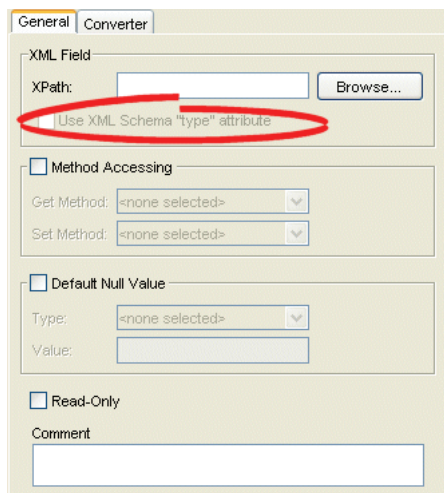 General Converter
XML Field
XPath: Browse...
Use XML Schema "type" attribute
Method Accessing
Get Method: <none selected>
Set Method: <none selected>
Default Null Value
Type: <none selected>
Value:
Read-Only
Comment